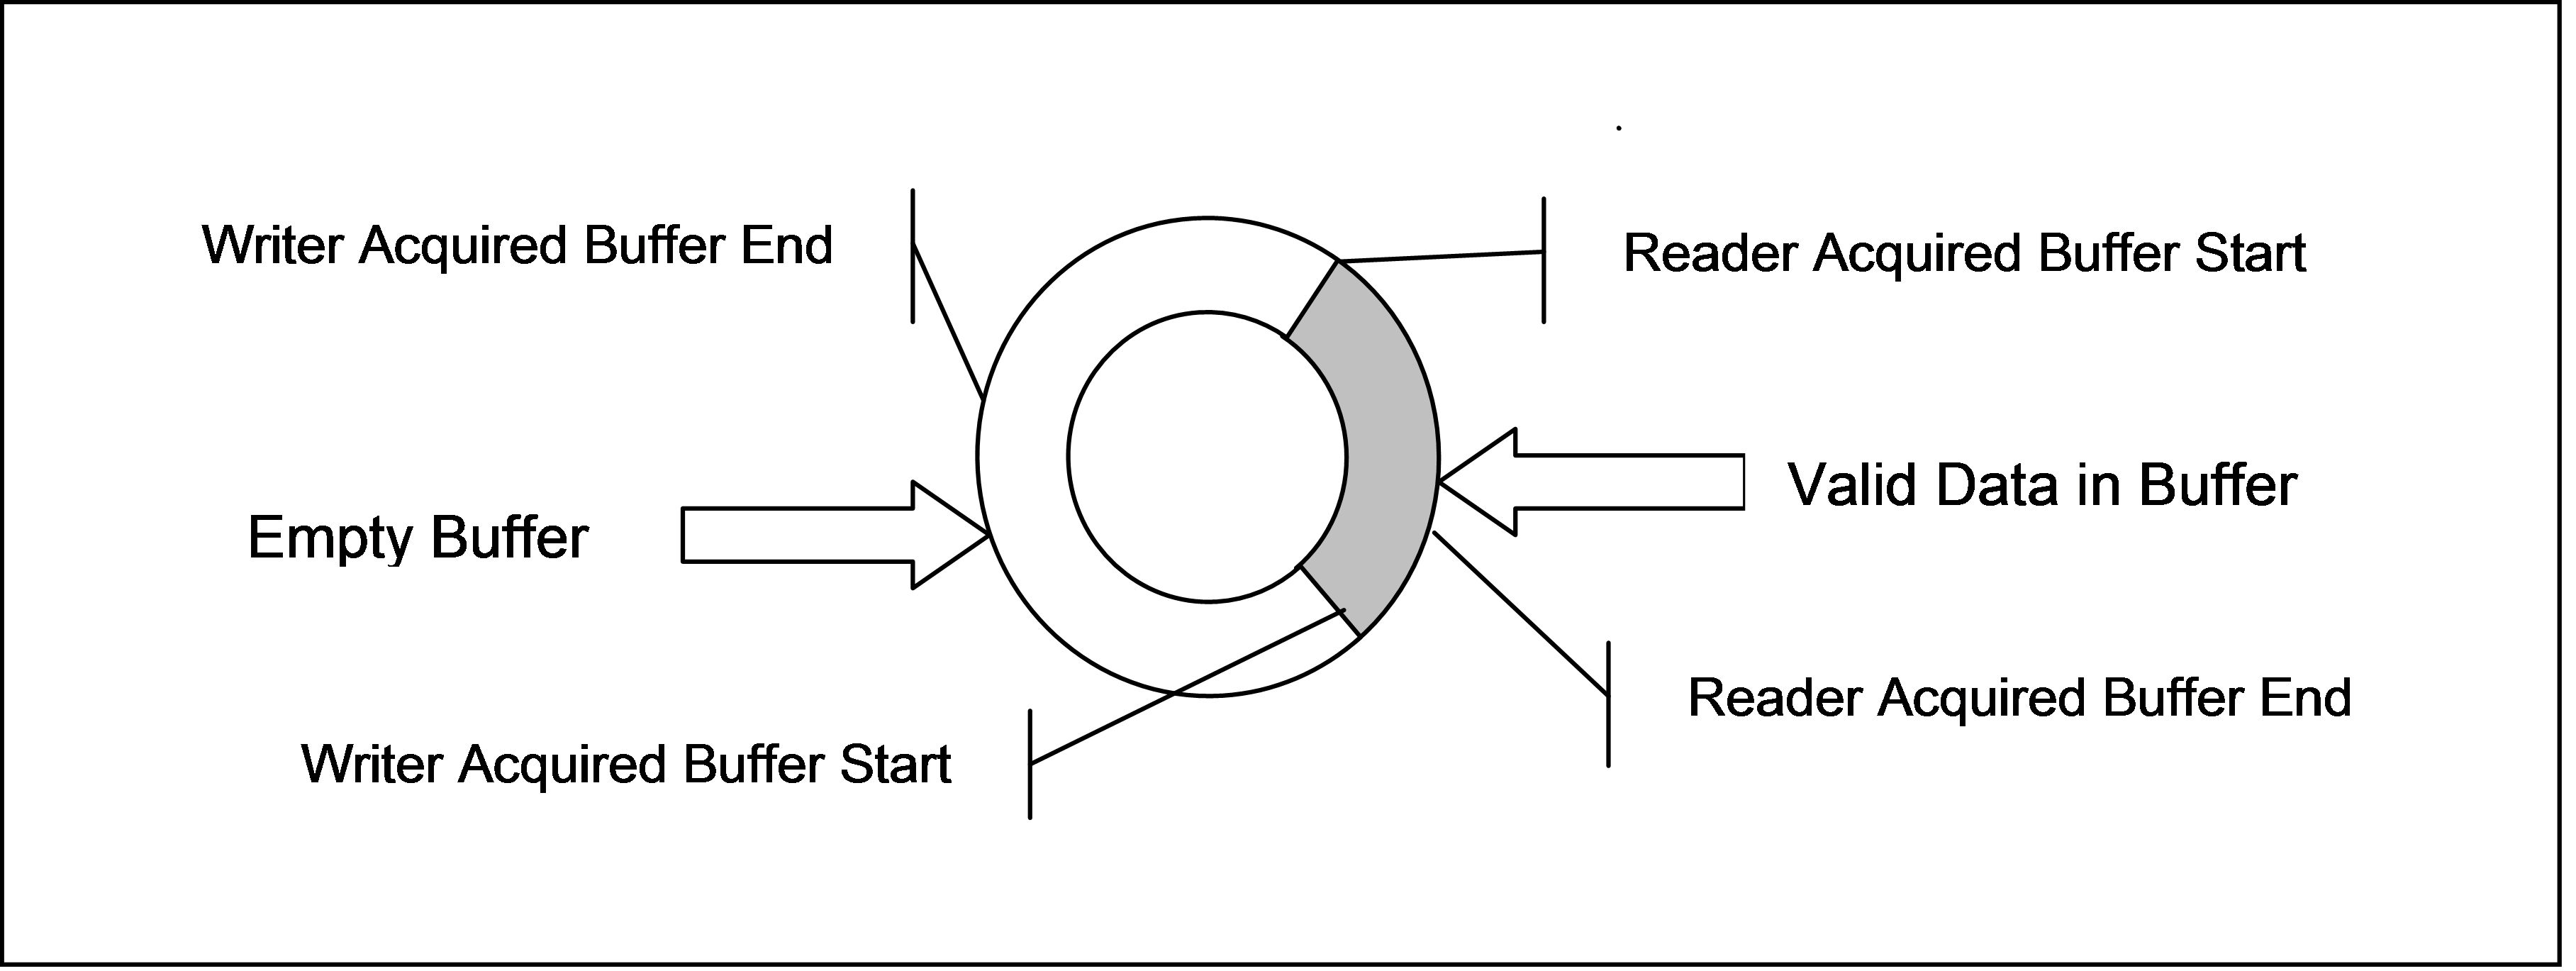 Writer Acquired Buffer End
Reader Acquired Buffer Start
Empty Buffer
Valid Data in Buffer
Writer Acquired Buffer Start
Reader Acquired Buffer End